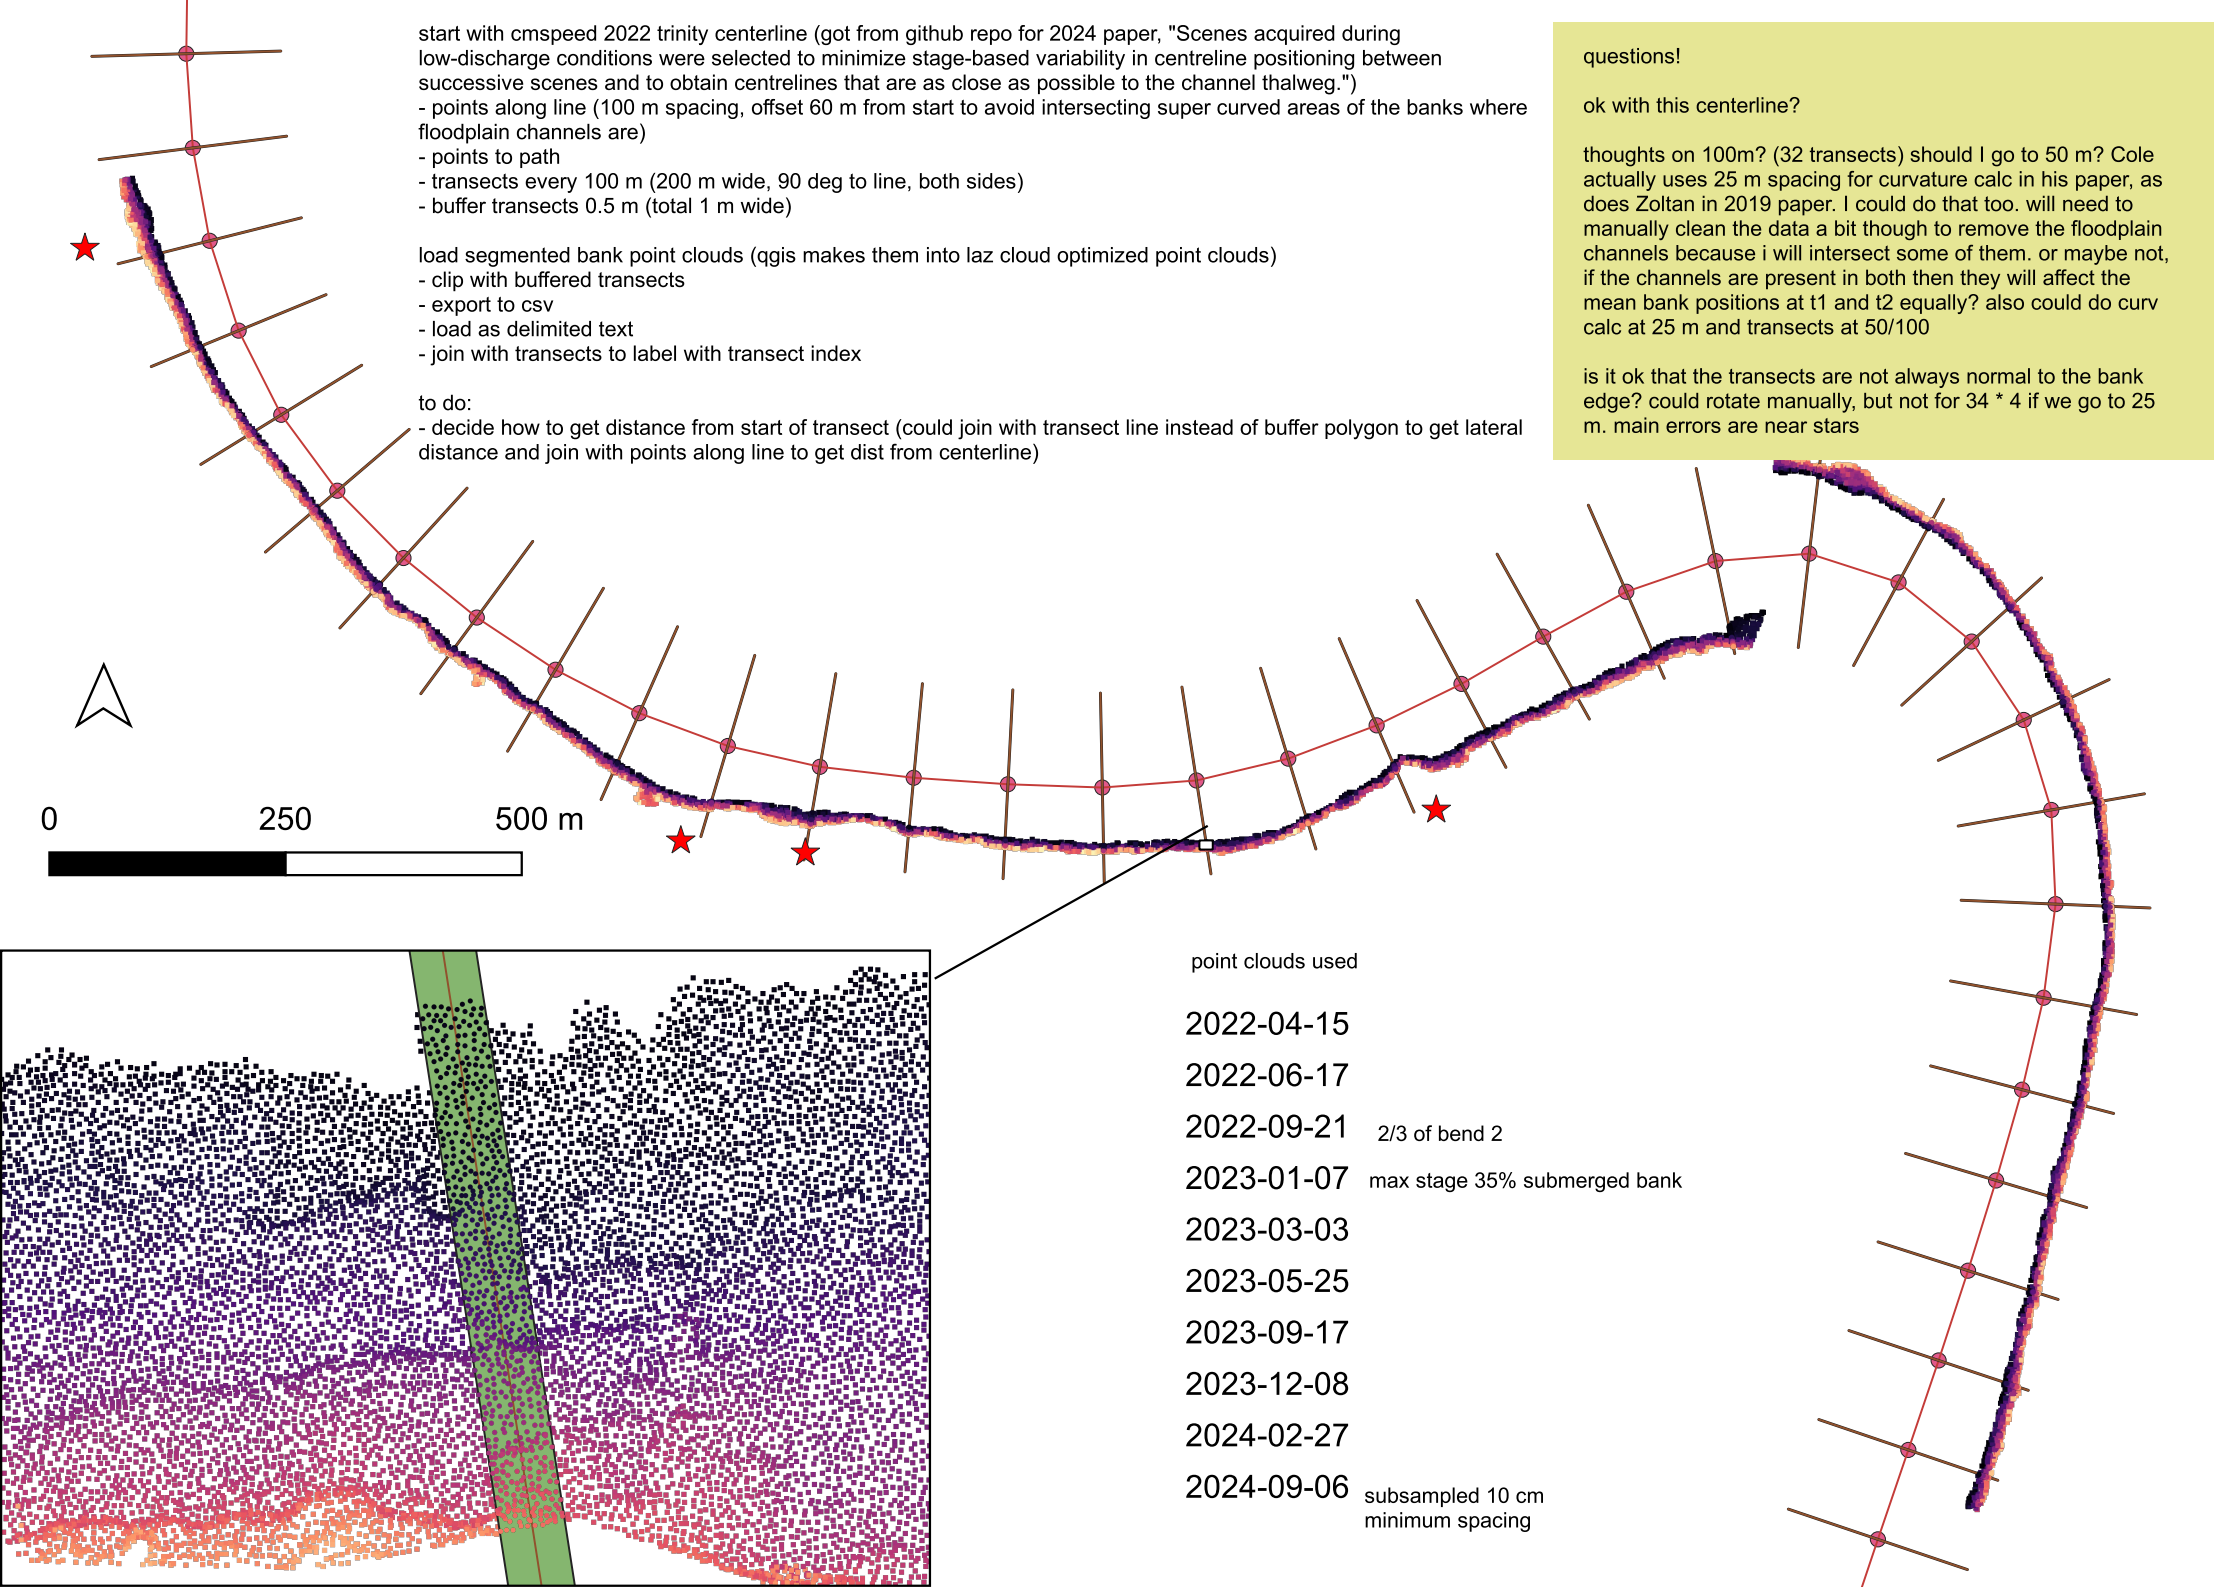 start with cmspeed 2022 trinity centerline (got from github repo for 2024 paper, "Scenes acquired during
low-discharge conditions were selected to minimize stage-based variability in centreline positioning between
successive scenes and to obtain centrelines that are as close as possible to the channel thalweg.")
- points along line (100 m spacing, offset 60 m from start to avoid intersecting super curved areas of the banks where
floodplain channels are)
- points to path
- transects every 100 m (200 m wide, 90 deg to line, both sides)
- buffer transects 0.5 m (total 1 m wide)
load segmented bank point clouds (qgis makes them into laz cloud optimized point clouds)
- clip with buffered transects
- export to csv
- load as delimited text
- join with transects to label with transect index
to do:
- decide how to get distance from start of transect (could join with transect line instead of buffer polygon to get lateral
distance and join with points along line to get dist from centerline)
questions!
ok with this centerline?
thoughts on 100m? (32 transects) should I go to 50 m? Cole
actually uses 25 m spacing for curvature calc in his paper, as
does Zoltan in 2019 paper. I could do that too. will need to
manually clean the data a bit though to remove the floodplain
channels because i will intersect some of them. or maybe not,
if the channels are present in both then they will affect the
mean bank positions at t1 and t2 equally? also could do curv
calc at 25 m and transects at 50/100
is it ok that the transects are not always normal to the bank
edge? could rotate manually, but not for 34 * 4 if we go to 25
m. main errors are near stars
0 250 500 m
point clouds used
2022-04-15
2022-06-17
2022-09-21 2/3 of bend 2
2023-01-07 max stage 35% submerged bank
2023-03-03
2023-05-25
2023-09-17
2023-12-08
2024-02-27
2024-09-06 subsampled 10 cm
minimum spacing